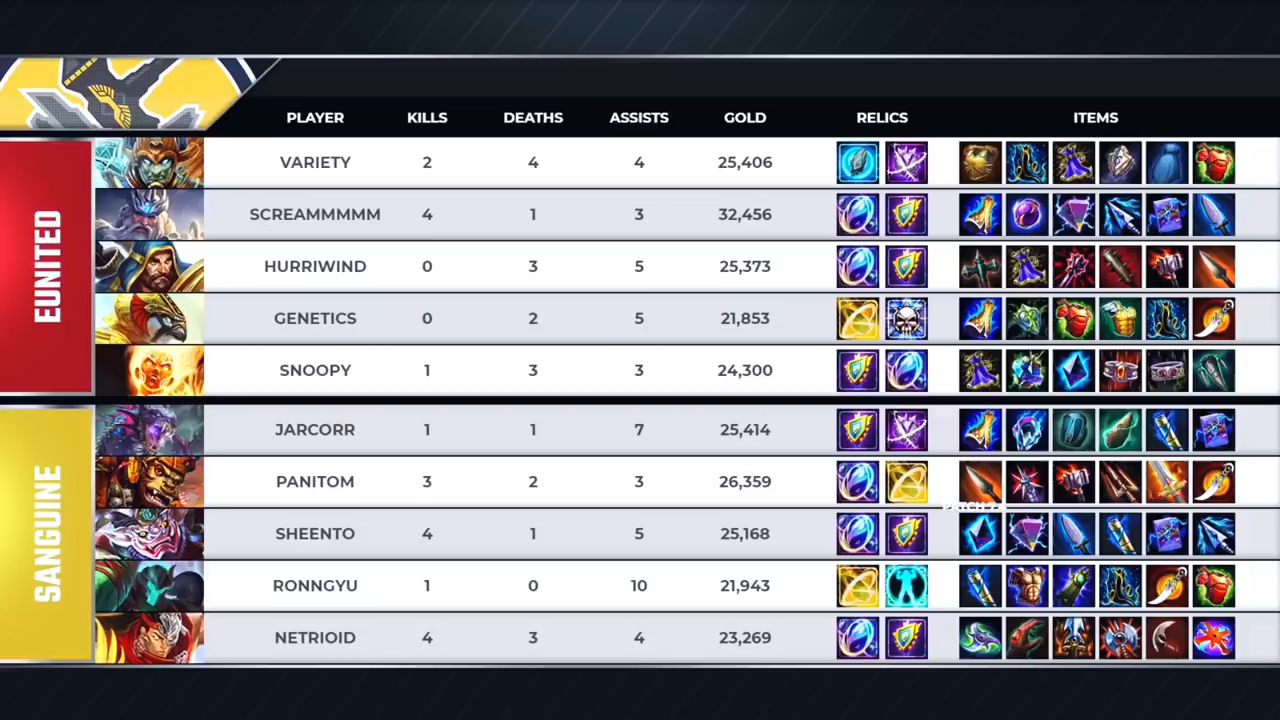 PLAYER KILLS DEATHS ASSISTS GOLD RELICS ITEMS
EUNITED
VARIETY 2 4 4 25,406
SCREAMMMMM 4 1 3 32,456
HURRIWIND 0 3 5 25,373
GENETICS 0 2 5 21,853
SNOOPY 1 3 3 24,300
SANGUINE
JARCORR 1 1 7 25,414
PANITOM 3 2 3 26,359
SHEENTO 4 1 5 25,168
RONNGYU 1 0 10 21,943
NETRIOID 4 3 4 23,269